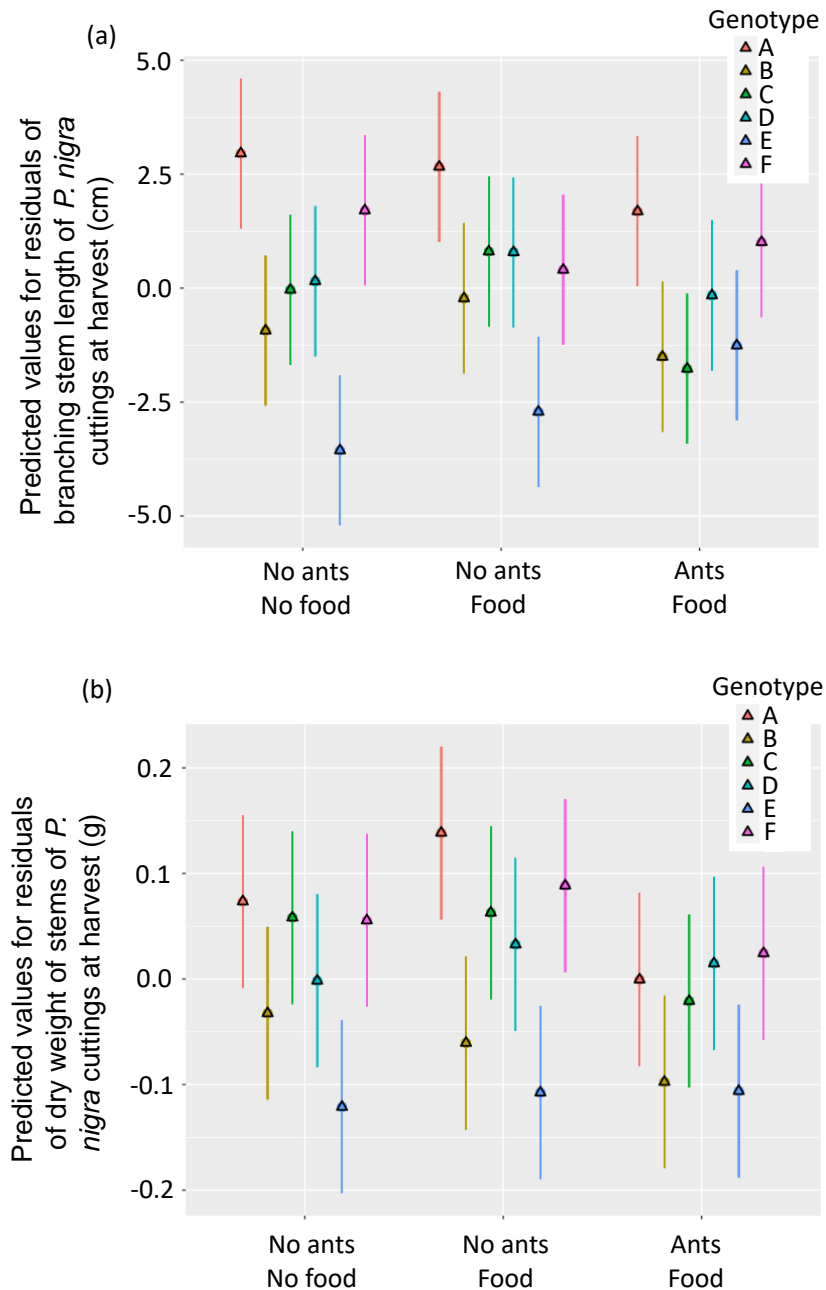 (a)
Genotype
A
B
C
D
E
F
Predicted values for residuals of
branching stem length of P. nigra
cuttings at harvest (cm)
5.0
2.5
0.0
-2.5
-5.0
No ants
No food
No ants
Food
Ants
Food
(b)
Genotype
A
B
C
D
E
F
Predicted values for residuals
of dry weight of stems of P.
nigra cuttings at harvest (g)
0.2
0.1
0.0
-0.1
-0.2
No ants
No food
No ants
Food
Ants
Food